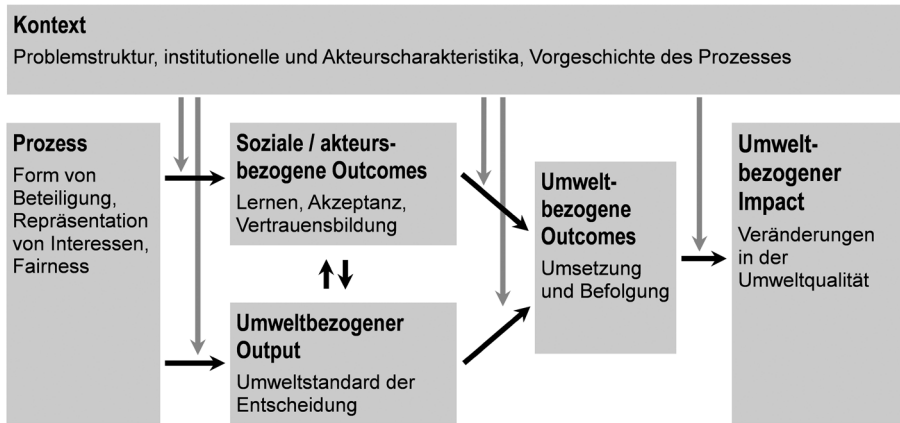 Kontext
Problemstruktur, institutionelle und Akteurscharakteristika, Vorgeschichte des Prozesses
Prozess
Form von
Beteiligung,
Repräsentation
von Interessen,
Fairness
Soziale / akteurs-
bezogene Outcomes
Lernen, Akzeptanz,
Vertrauensbildung
Umweltbezogener
Output
Umweltstandard der
Entscheidung
Umwelt-
bezogene
Outcomes
Umsetzung
und Befolgung
Umwelt-
bezogener
Impact
Veränderungen
in der
Umweltqualität